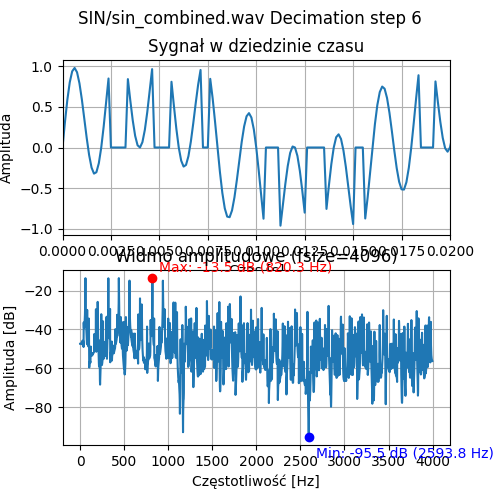 SIN/sin_combined.wav Decimation step 6
Sygnał w dziedzinie czasu
Amplituda
1.0
0.5
0.0
−0.5
−1.0
0.0000 0.0025 0.0050 0.0075 0.0100 0.0125 0.0150 0.0175 0.0200
Widmo amplitudowe (fsize=4096)
Max: -13.5 dB (820.3 Hz)
Amplituda [dB]
−20
−40
−60
−80
Min: -95.5 dB (2593.8 Hz)
0 500 1000 1500 2000 2500 3000 3500 4000
Częstotliwość [Hz]